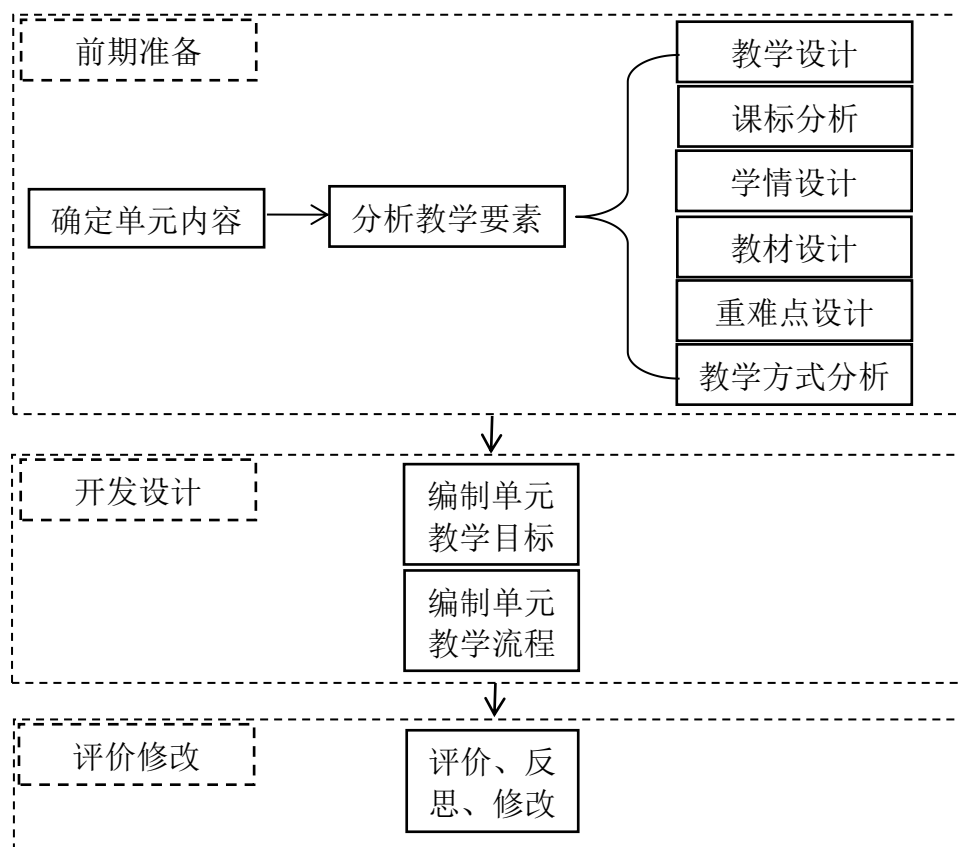 前期准备
教学设计
课标分析
学情设计
确定单元内容
分析教学要素
教材设计
重难点设计
教学方式分析
开发设计
编制单元
教学目标
编制单元
教学流程
评价修改
评价、反
思、修改